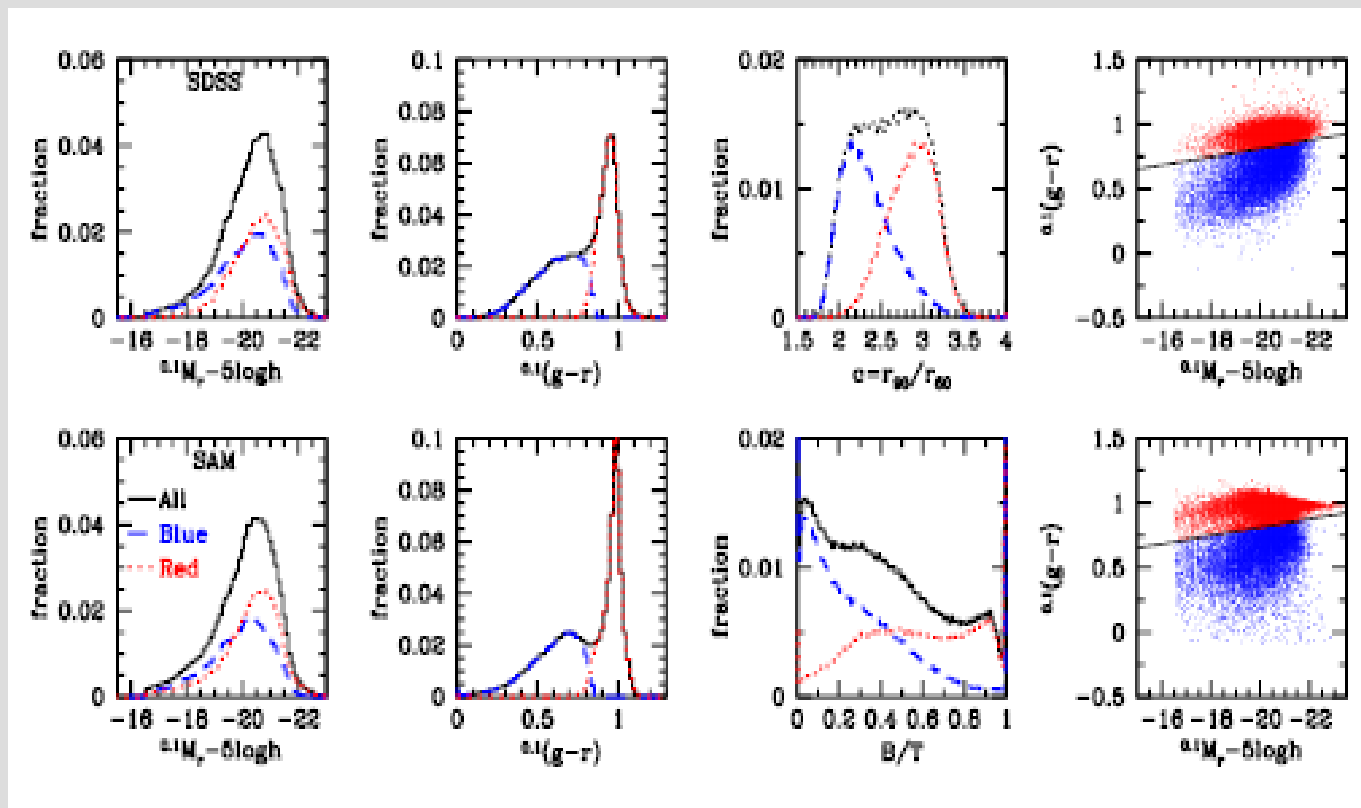 0.06
0.04
0.02
0
fraction
SDSS
-16 -18 -20 -22
0.1Mr-5logh
0.1
0.08
0.06
0.04
0.02
0
fraction
0 0.5 1
0.1(g-r)
0.02
0.01
0
fraction
1.5 2 2.5 3 3.5 4
c=r90/r50
1.5
1
0.5
0
-0.5
0.1(g-r)
-16 -18 -20 -22
0.1Mr-5logh
0.06
0.04
0.02
0
fraction
SAM
All
Blue
Red
-16 -18 -20 -22
0.1Mr-5logh
0.1
0.08
0.06
0.04
0.02
0
fraction
0 0.5 1
0.1(g-r)
0.02
0.01
0
fraction
0 0.2 0.4 0.6 0.8 1
B/T
1.5
1
0.5
0
-0.5
0.1(g-r)
-16 -18 -20 -22
0.1Mr-5logh